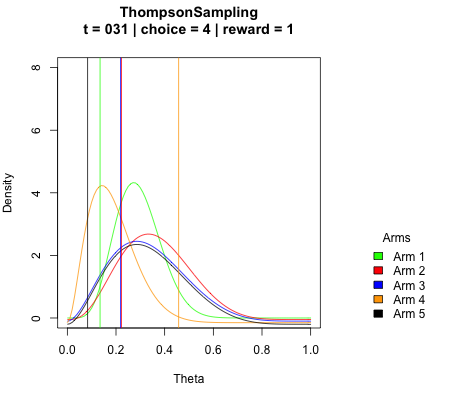 ThompsonSampling
t = 031 | choice = 4 | reward = 1
Density
8
6
4
2
0
0.0 0.2 0.4 0.6 0.8 1.0
Theta
Arms
Arm 1
Arm 2
Arm 3
Arm 4
Arm 5